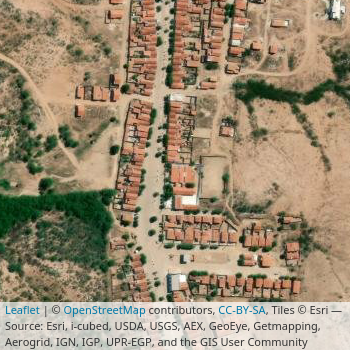 Leaflet | © OpenStreetMap contributors, CC-BY-SA, Tiles © Esri —
Source: Esri, i-cubed, USDA, USGS, AEX, GeoEye, Getmapping,
Aerogrid, IGN, IGP, UPR-EGP, and the GIS User Community